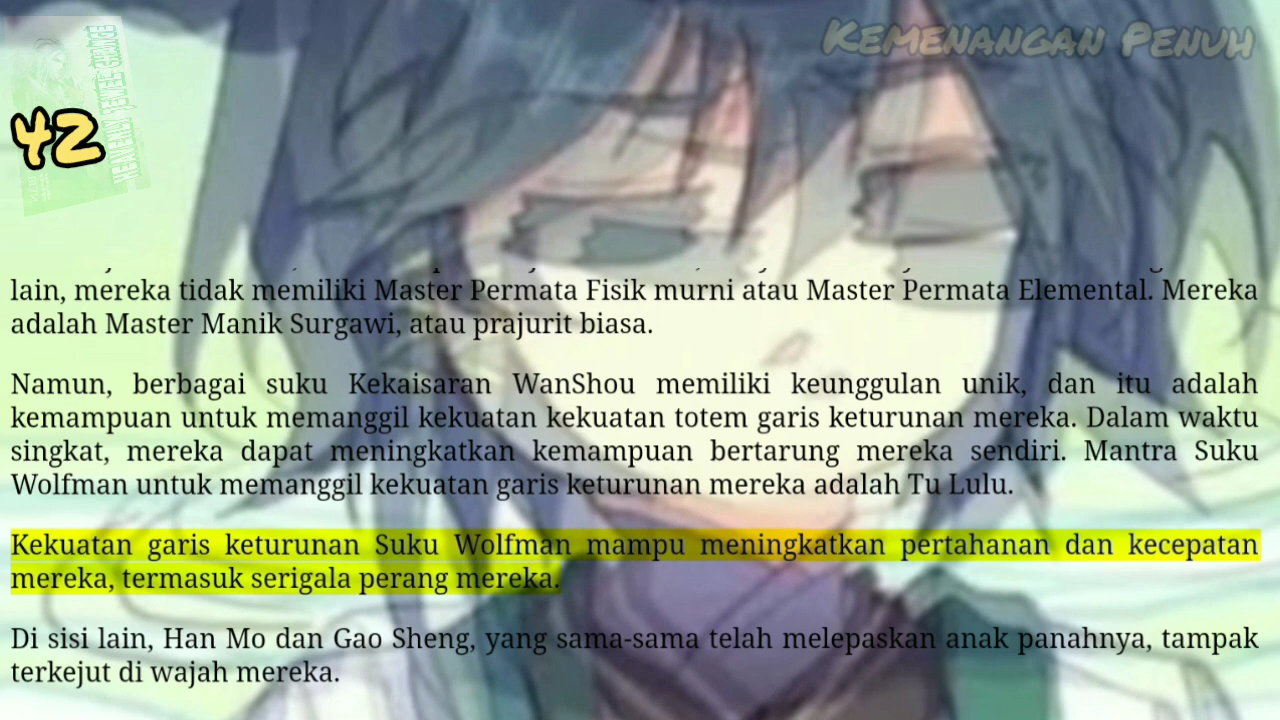 Kemenangan Penuh
HEAVENLY JEWEL CHANGE
42
lain, mereka tidak memiliki Master Permata Fisik murni atau Master Permata Elemental. Mereka
adalah Master Manik Surgawi, atau prajurit biasa.
Namun, berbagai suku Kekaisaran WanShou memiliki keunggulan unik, dan itu adalah
kemampuan untuk memanggil kekuatan kekuatan totem garis keturunan mereka. Dalam waktu
singkat, mereka dapat meningkatkan kemampuan bertarung mereka sendiri. Mantra Suku
Wolfman untuk memanggil kekuatan garis keturunan mereka adalah Tu Lulu.
Kekuatan garis keturunan Suku Wolfman mampu meningkatkan pertahanan dan kecepatan
mereka, termasuk serigala perang mereka.
Di sisi lain, Han Mo dan Gao Sheng, yang sama-sama telah melepaskan anak panahnya, tampak
terkejut di wajah mereka.